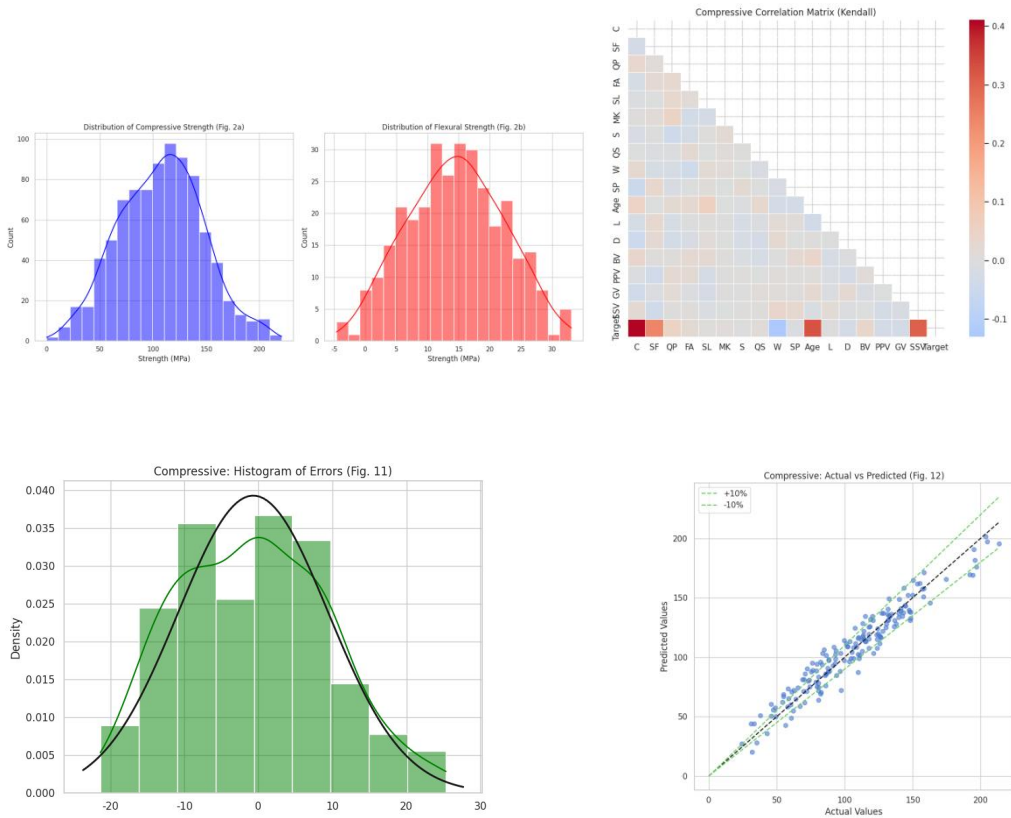 Compressive Correlation Matrix (Kendall)
C
SF
QP
FA
SL
MK
S
QS
W
SP
Age
L
D
BV
PPV
GV
SSV
Target
C SF QP FA SL MK S QS W SP Age L D BV PPV GV SSV Target
0.4
0.3
0.2
0.1
0.0
-0.1
Distribution of Compressive Strength (Fig. 2a)
Count
100
80
60
40
20
0
0 50 100 150 200
Strength (MPa)
Distribution of Flexural Strength (Fig. 2b)
Count
30
25
20
15
10
5
0
-5 0 5 10 15 20 25 30
Strength (MPa)
Compressive: Histogram of Errors (Fig. 11)
Density
0.040
0.035
0.030
0.025
0.020
0.015
0.010
0.005
0.000
-20 -10 0 10 20 30
Compressive: Actual vs Predicted (Fig. 12)
+10%
-10%
Predicted Values
200
150
100
50
0
0 50 100 150 200
Actual Values